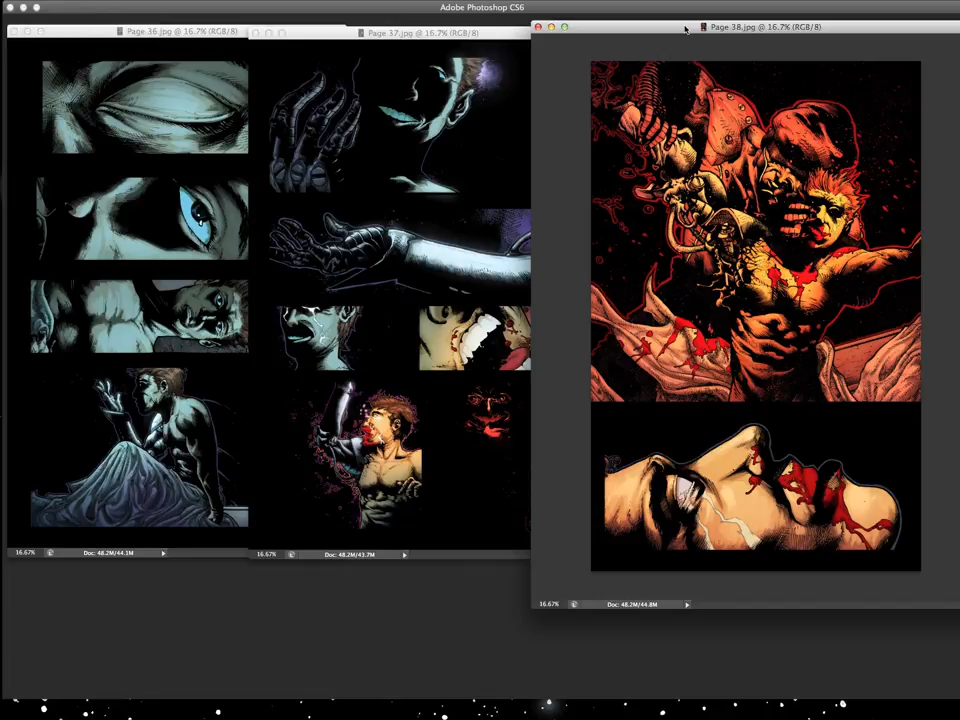 Adobe Photoshop CS6
Page 36.jpg @ 16.7% (RGB/8)
Page 37.jpg @ 16.7% (RGB/8)
Page 38.jpg @ 16.7% (RGB/8)
16.67%
Doc: 48.2M/44.1M
16.67%
Doc: 48.2M/43.7M
16.67%
Doc: 48.2M/44.8M